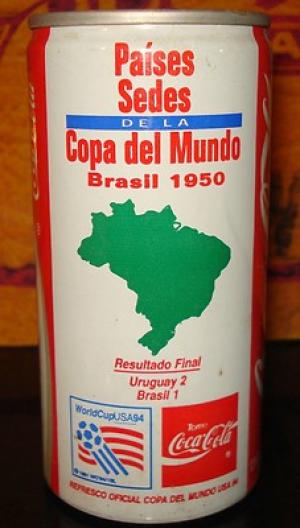 Países
Sedes
DE LA
Copa del Mundo
Brasil 1950
Resultado Final
Uruguay 2
Brasil 1
WorldCupUSA94
Tome
Coca-Cola
REFRESCO OFICIAL COPA DEL MUNDO USA 94